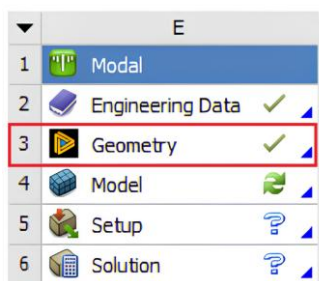 E
1 Modal
2 Engineering Data
3 Geometry
4 Model
5 Setup ?
6 Solution ?